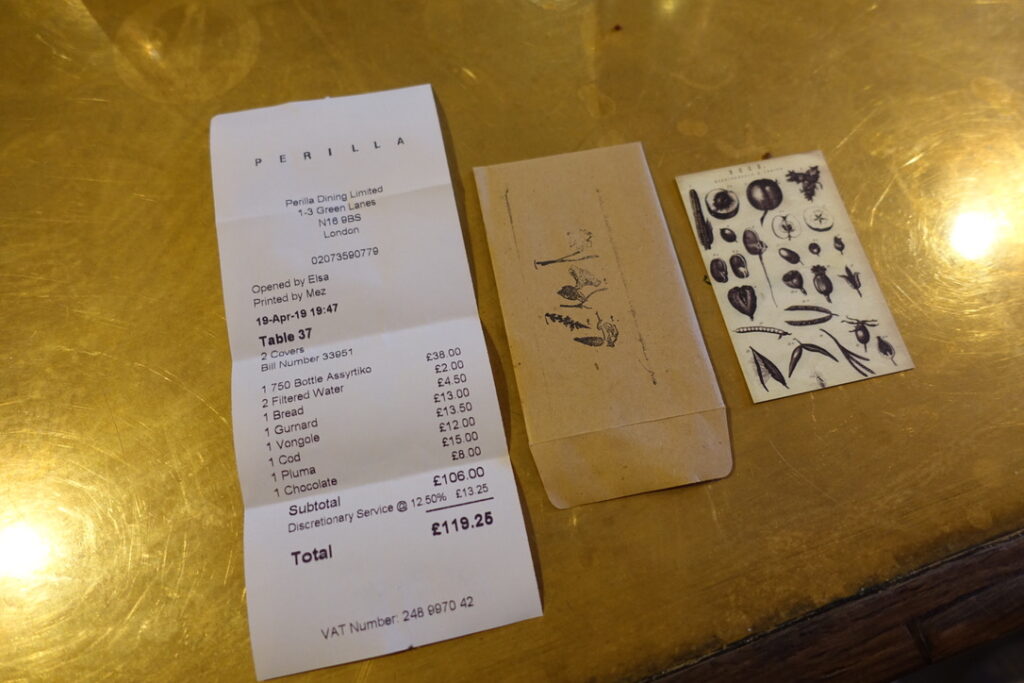 P E R I L L A
Perilla Dining Limited
1-3 Green Lanes
N16 9BS
London
02073590779
Opened by Elsa
Printed by Mez
19-Apr-19 19:47
Table 37
2 Covers
Bill Number 33951
1 750 Bottle Assyrtiko £38.00
2 Filtered Water £2.00
1 Bread £4.50
1 Gurnard £13.00
1 Vongole £13.50
1 Cod £12.00
1 Pluma £15.00
1 Chocolate £8.00
Subtotal £106.00
Discretionary Service @ 12.50% £13.25
Total £119.25
VAT Number: 248 9970 42